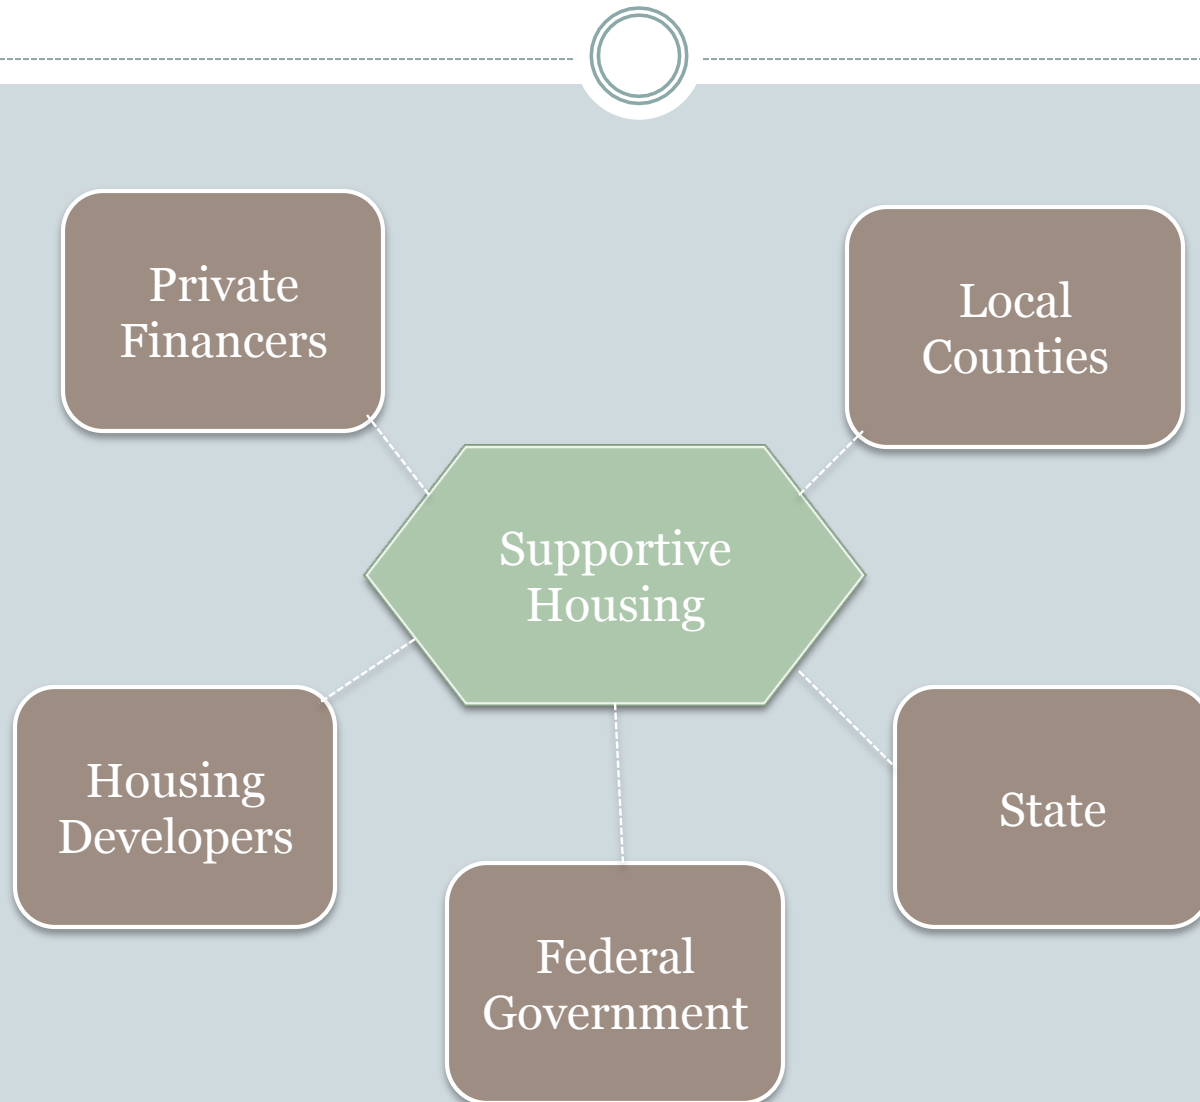 Private
Financers
Local
Counties
Supportive
Housing
Housing
Developers
State
Federal
Government